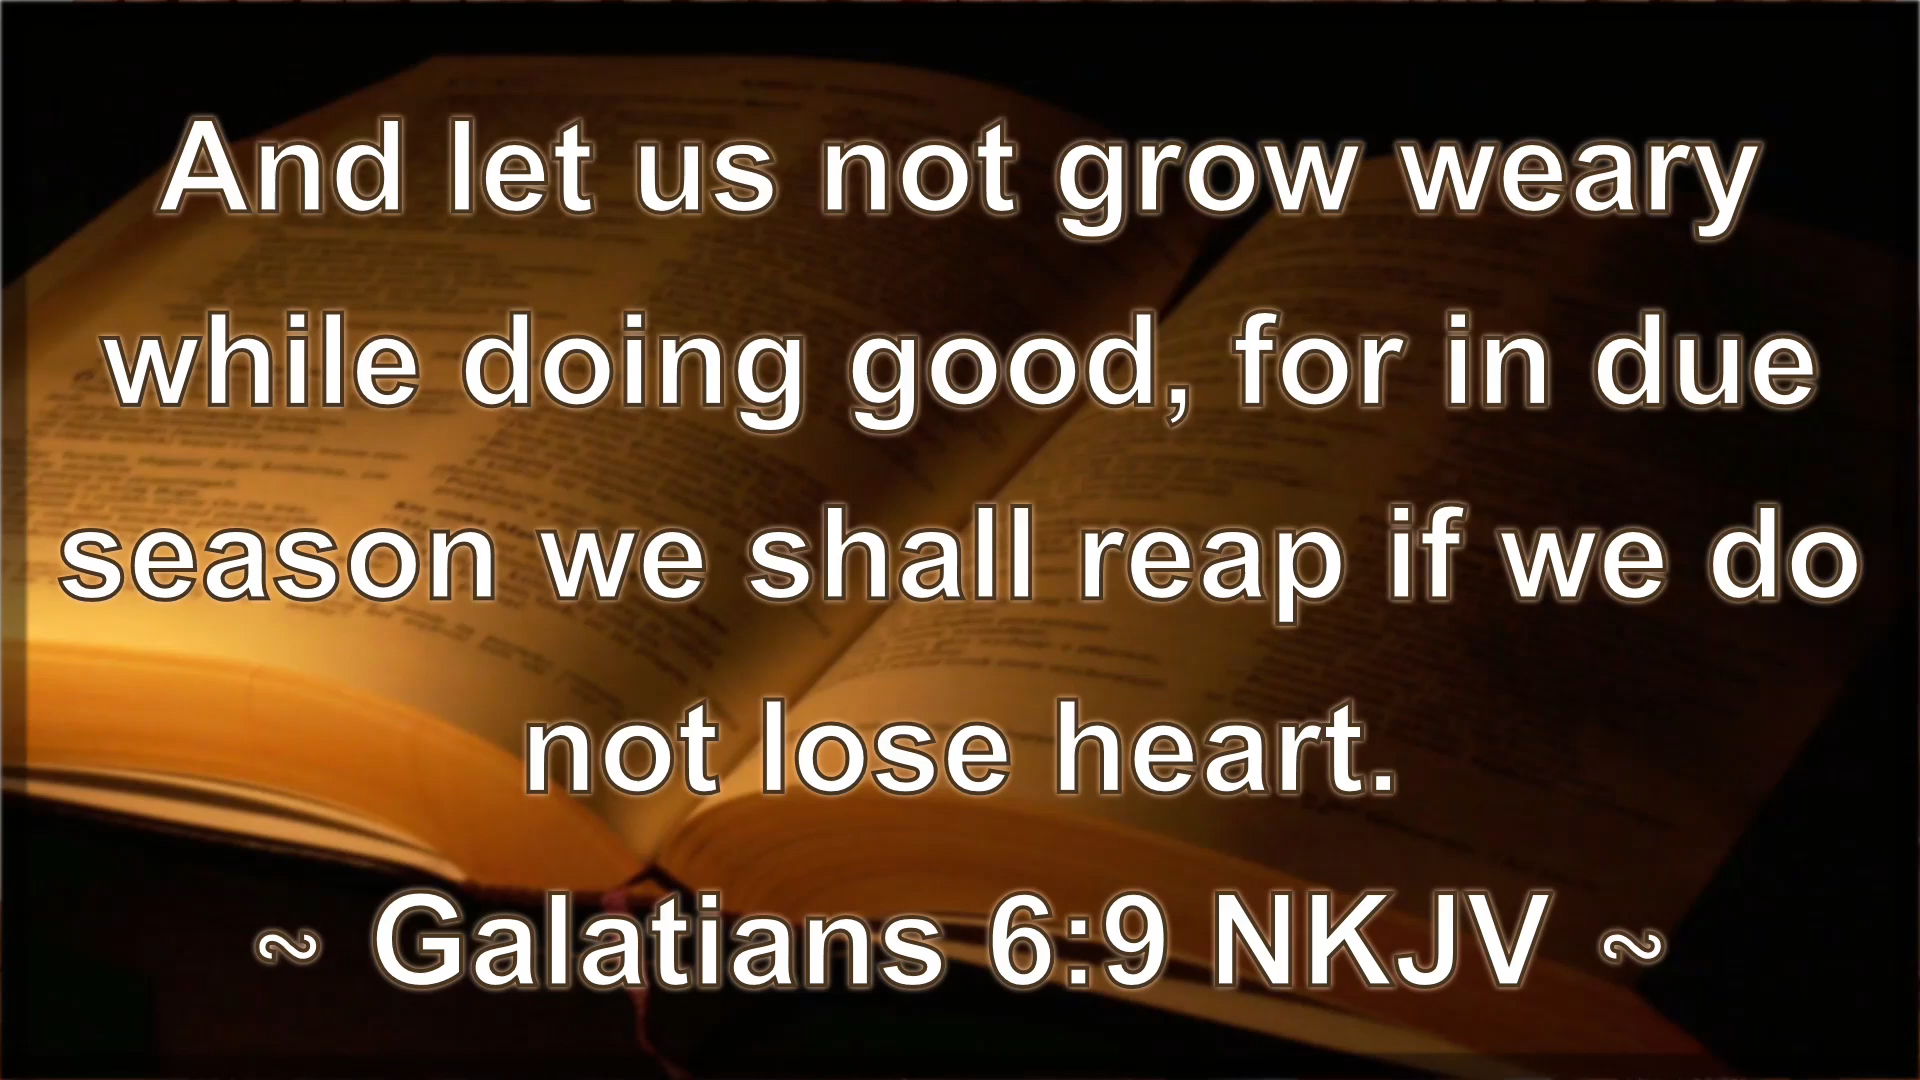 And let us not grow weary
while doing good, for in due
season we shall reap if we do
not lose heart.
~ Galatians 6:9 NKJV ~